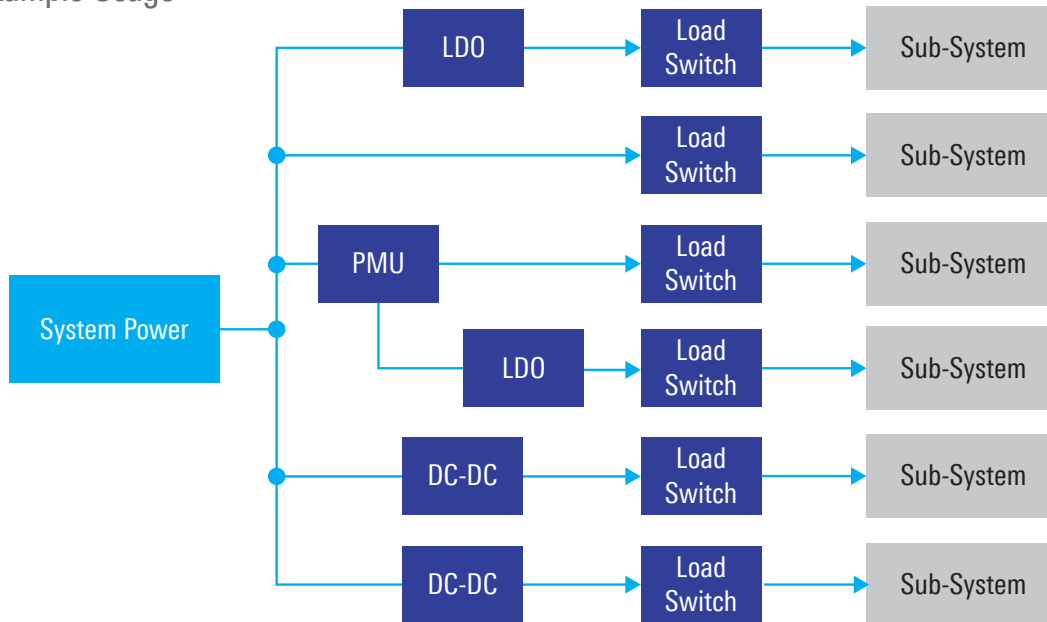 LDO
Load
Switch
Sub-System
Load
Switch
Sub-System
PMU
Load
Switch
Sub-System
System Power
LDO
Load
Switch
Sub-System
DC-DC
Load
Switch
Sub-System
DC-DC
Load
Switch
Sub-System